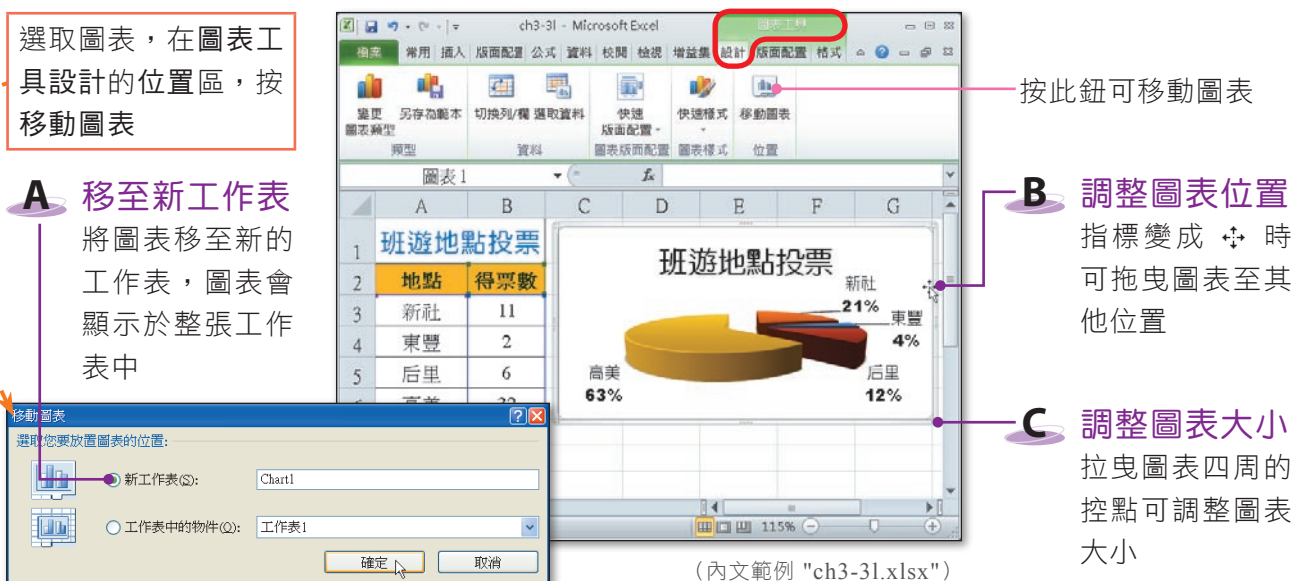 選取圖表，在圖表工
具設計的位置區，按
移動圖表
A 移至新工作表
將圖表移至新的
工作表，圖表會
顯示於整張工作
表中
ch3-3l - Microsoft Excel
圖表工具
檔案 常用 插入 版面配置 公式 資料 校閱 檢視 增益集 設計 版面配置 格式
變更
圖表類型
另存為範本
切換列/欄 選取資料
快速
版面配置
快速樣式
移動圖表
類型 資料 圖表版面配置 圖表樣式 位置
圖表 1
fx
A B C D E F G
1 班遊地點投票
2 地點 得票數
3 新社 11
4 東豐 2
5 后里 6
班遊地點投票
新社
21%
東豐
4%
后里
12%
高美
63%
115%
移動圖表
選取您要放置圖表的位置:
新工作表(S): Chart1
工作表中的物件(O): 工作表1
確定 取消
按此鈕可移動圖表
B 調整圖表位置
指標變成 時
可拖曳圖表至其
他位置
C 調整圖表大小
拉曳圖表四周的
控點可調整圖表
大小
（內文範例 "ch3-3l.xlsx"）